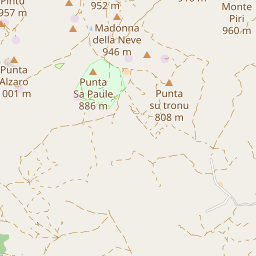 957 m
952 m
Madonna
della Neve
946 m
Monte
Piri
960 m
Punta
Alzaro
001 m
Punta
Sa Paule
886 m
Punta
su tronu
808 m